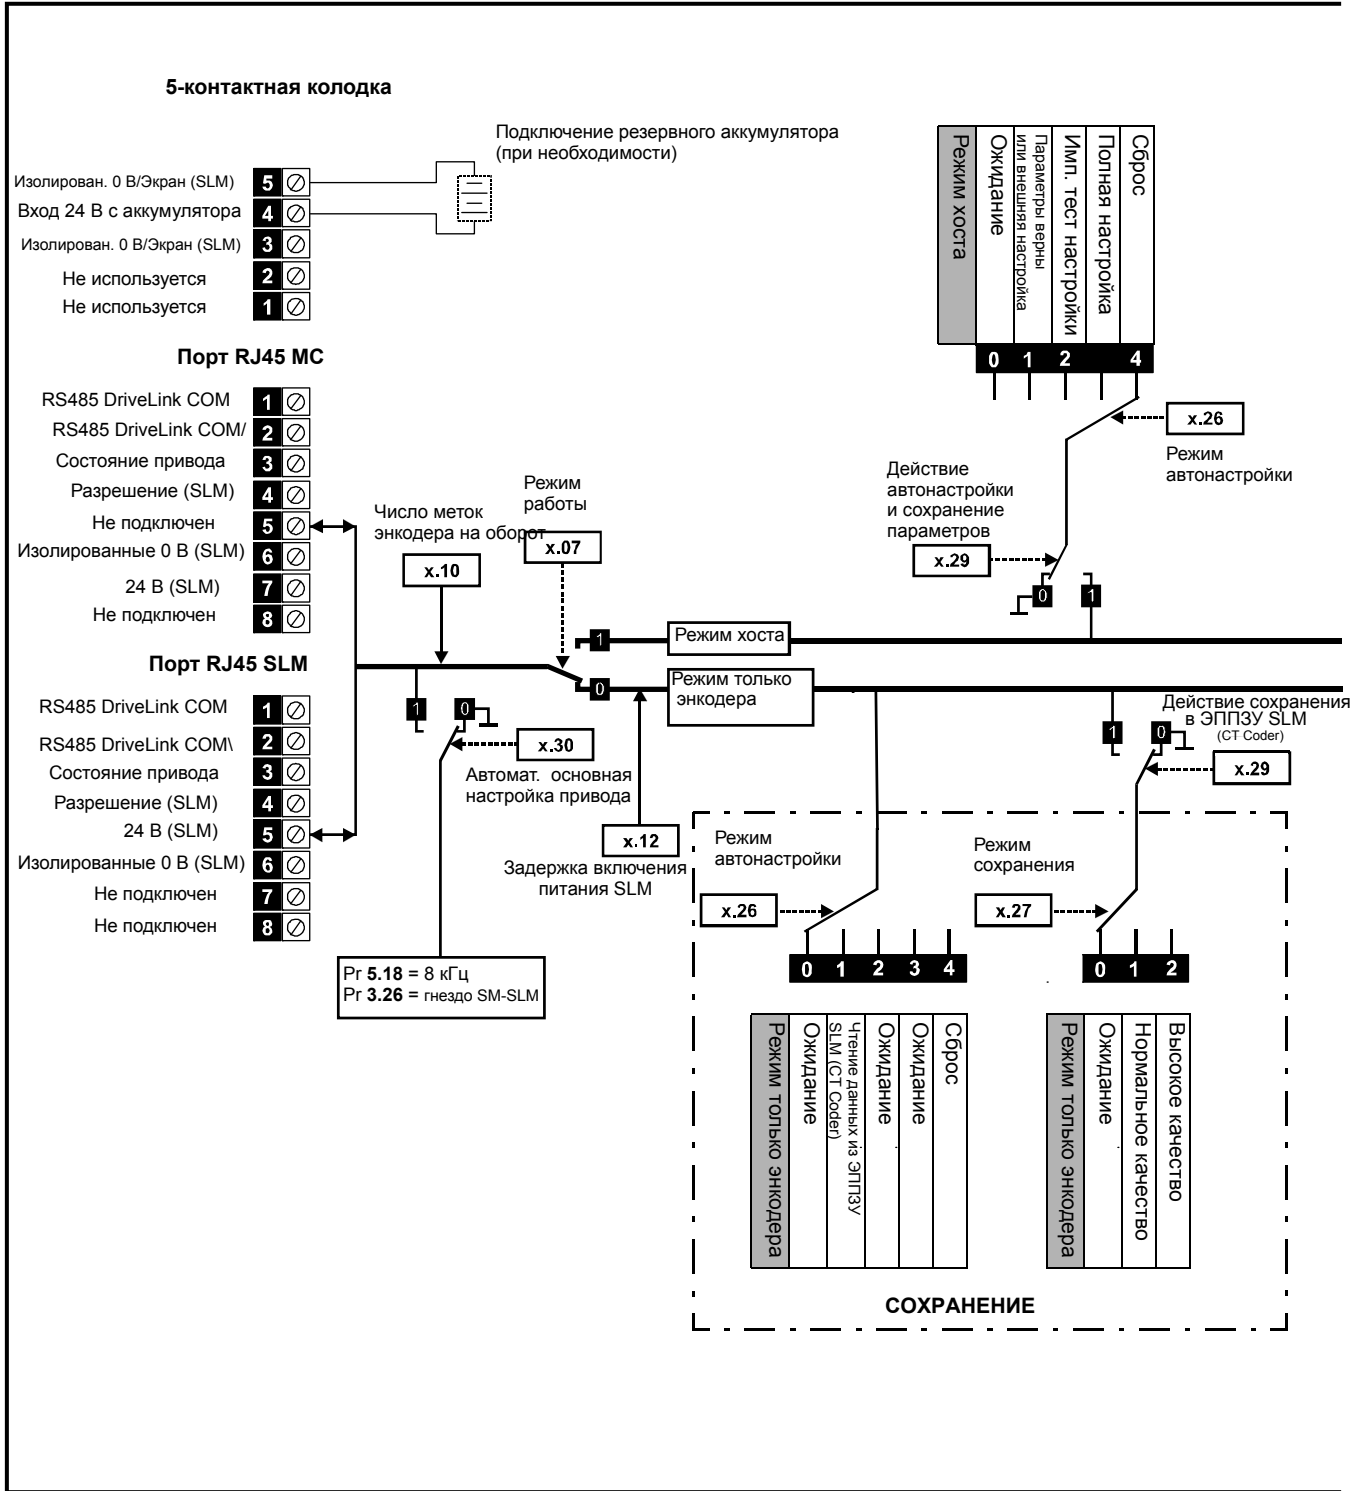 5-контактная колодка
Подключение резервного аккумулятора
(при необходимости)
Изолирован. 0 В/Экран (SLM) 5
Вход 24 В с аккумулятора 4
Изолирован. 0 В/Экран (SLM) 3
Не используется 2
Не используется 1
Режим хоста
Ожидание
Параметры верны
или внешняя настройка
Имп. тест настройки
Полная настройка
Сброс
0 1 2 4
x.26
Режим
автонастройки
Действие
автонастройки
и сохранение
параметров
x.29
0 1
Порт RJ45 MC
RS485 DriveLink COM 1
RS485 DriveLink COM/ 2
Состояние привода 3
Разрешение (SLM) 4
Не подключен 5
Изолированные 0 В (SLM) 6
24 В (SLM) 7
Не подключен 8
Число меток
энкодера на оборот
x.10
Режим
работы
x.07
1 Режим хоста
0 Режим только
энкодера
Порт RJ45 SLM
RS485 DriveLink COM 1
RS485 DriveLink COM\ 2
Состояние привода 3
Разрешение (SLM) 4
24 В (SLM) 5
Изолированные 0 В (SLM) 6
Не подключен 7
Не подключен 8
1 0
x.30
Автомат. основная
настройка привода
x.12
Задержка включения
питания SLM
Pr 5.18 = 8 кГц
Pr 3.26 = гнездо SM-SLM
Действие сохранения
в ЭППЗУ SLM
(CT Coder)
1 0
x.29
Режим
автонастройки
x.26
0 1 2 3 4
Режим только энкодера
Ожидание
Чтение данных из ЭППЗУ
SLM (CT Coder)
Ожидание
Ожидание
Сброс
Режим
сохранения
x.27
0 1 2
Режим только энкодера
Ожидание
Нормальное качество
Высокое качество
СОХРАНЕНИЕ